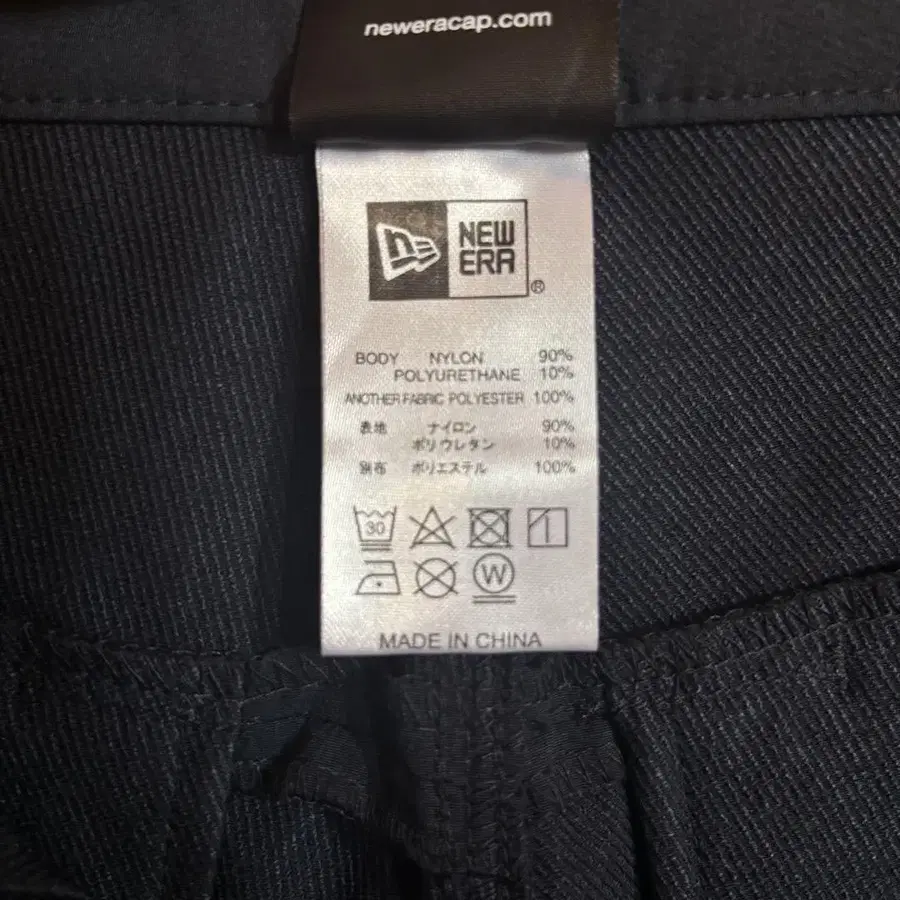 neweracap.com
NEW
ERA
®
BODY NYLON 90%
POLYURETHANE 10%
ANOTHER FABRIC POLYESTER 100%
表地 ナイロン 90%
ポリウレタン 10%
別布 ポリエステル 100%
30
W
MADE IN CHINA